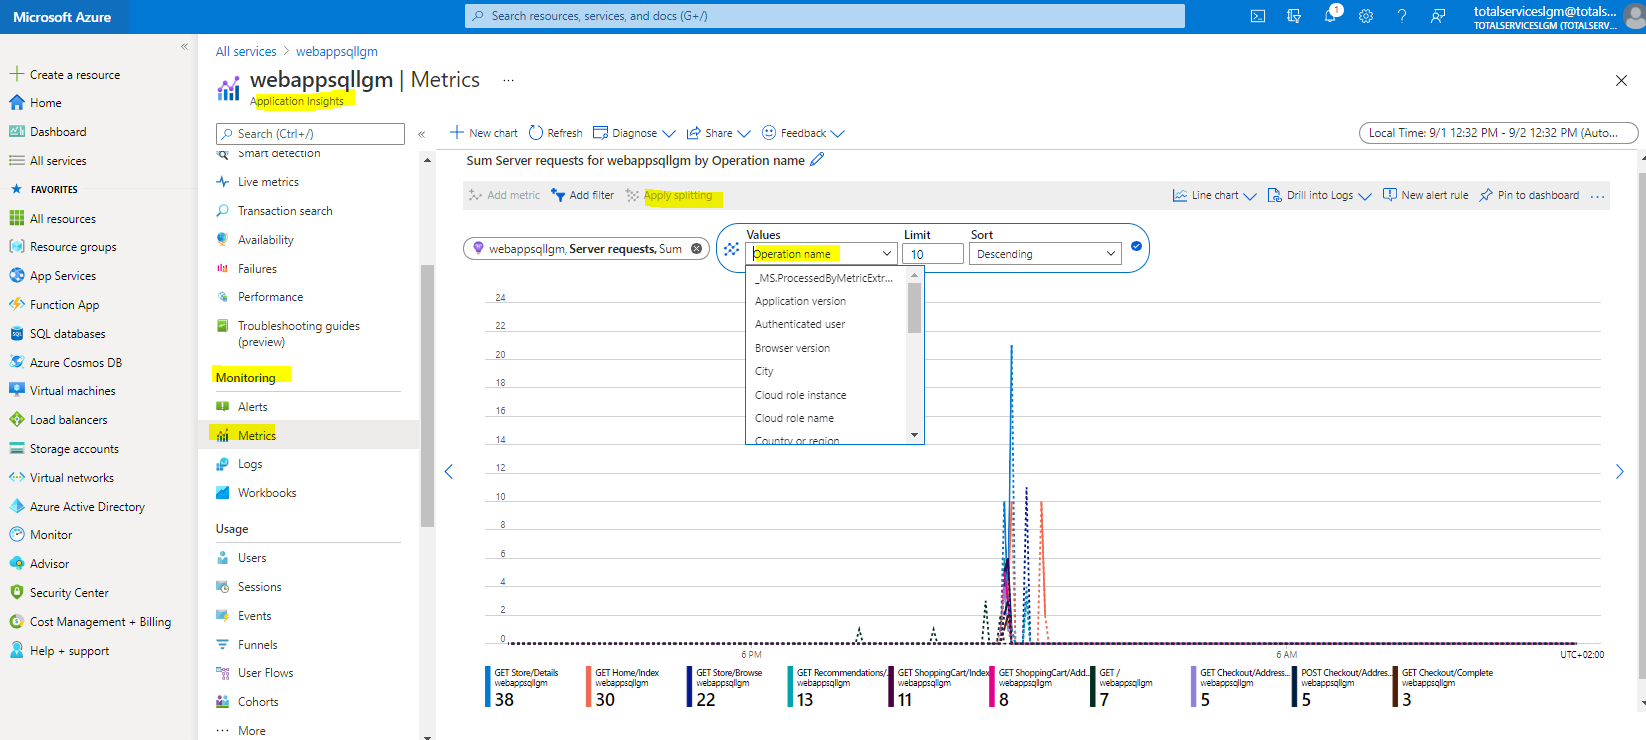 Microsoft Azure
Search resources, services, and docs (G+/)
1
totalserviceslgm@totals...
TOTALSERVICESLGM (TOTALSERV...
Create a resource
Home
Dashboard
All services
FAVORITES
All resources
Resource groups
App Services
Function App
SQL databases
Azure Cosmos DB
Virtual machines
Load balancers
Storage accounts
Virtual networks
Azure Active Directory
Monitor
Advisor
Security Center
Cost Management + Billing
Help + support
All services > webappsqllgm
webappsqllgm | Metrics ...
Application Insights
Search (Ctrl+/)
Smart detection
Live metrics
Transaction search
Availability
Failures
Performance
Troubleshooting guides
(preview)
Monitoring
Alerts
Metrics
Logs
Workbooks
Usage
Users
Sessions
Events
Funnels
User Flows
Cohorts
More
New chart Refresh Diagnose Share Feedback
Local Time: 9/1 12:32 PM - 9/2 12:32 PM (Auto...
Sum Server requests for webappsqllgm by Operation name
Add metric Add filter Apply splitting
Line chart Drill into Logs New alert rule Pin to dashboard ...
webappsqllgm, Server requests, Sum
Values Limit Sort
Operation name 10 Descending
_MS.ProcessedByMetricExtr...
Application version
Authenticated user
Browser version
City
Cloud role instance
Cloud role name
Country or region
24
22
20
18
16
14
12
10
8
6
4
2
0
6 PM 6 AM UTC+02:00
GET Store/Details
webappsqllgm
38
GET Home/Index
webappsqllgm
30
GET Store/Browse
webappsqllgm
22
GET Recommendations/...
webappsqllgm
13
GET ShoppingCart/Index
webappsqllgm
11
GET ShoppingCart/Add...
webappsqllgm
8
GET /
webappsqllgm
7
GET Checkout/Address...
webappsqllgm
5
POST Checkout/Addres...
webappsqllgm
5
GET Checkout/Complete
webappsqllgm
3